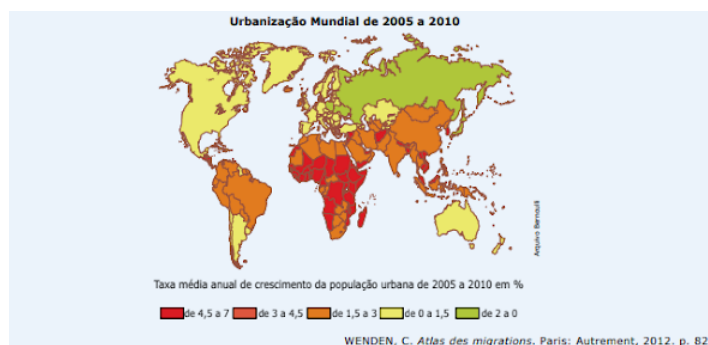 Urbanização Mundial de 2005 a 2010
Arquivo Bernoulli
Taxa média anual de crescimento da população urbana de 2005 a 2010 em %
de 4,5 a 7 de 3 a 4,5 de 1,5 a 3 de 0 a 1,5 de 2 a 0
WENDEN, C. Atlas des migrations. Paris: Autrement, 2012. p. 82